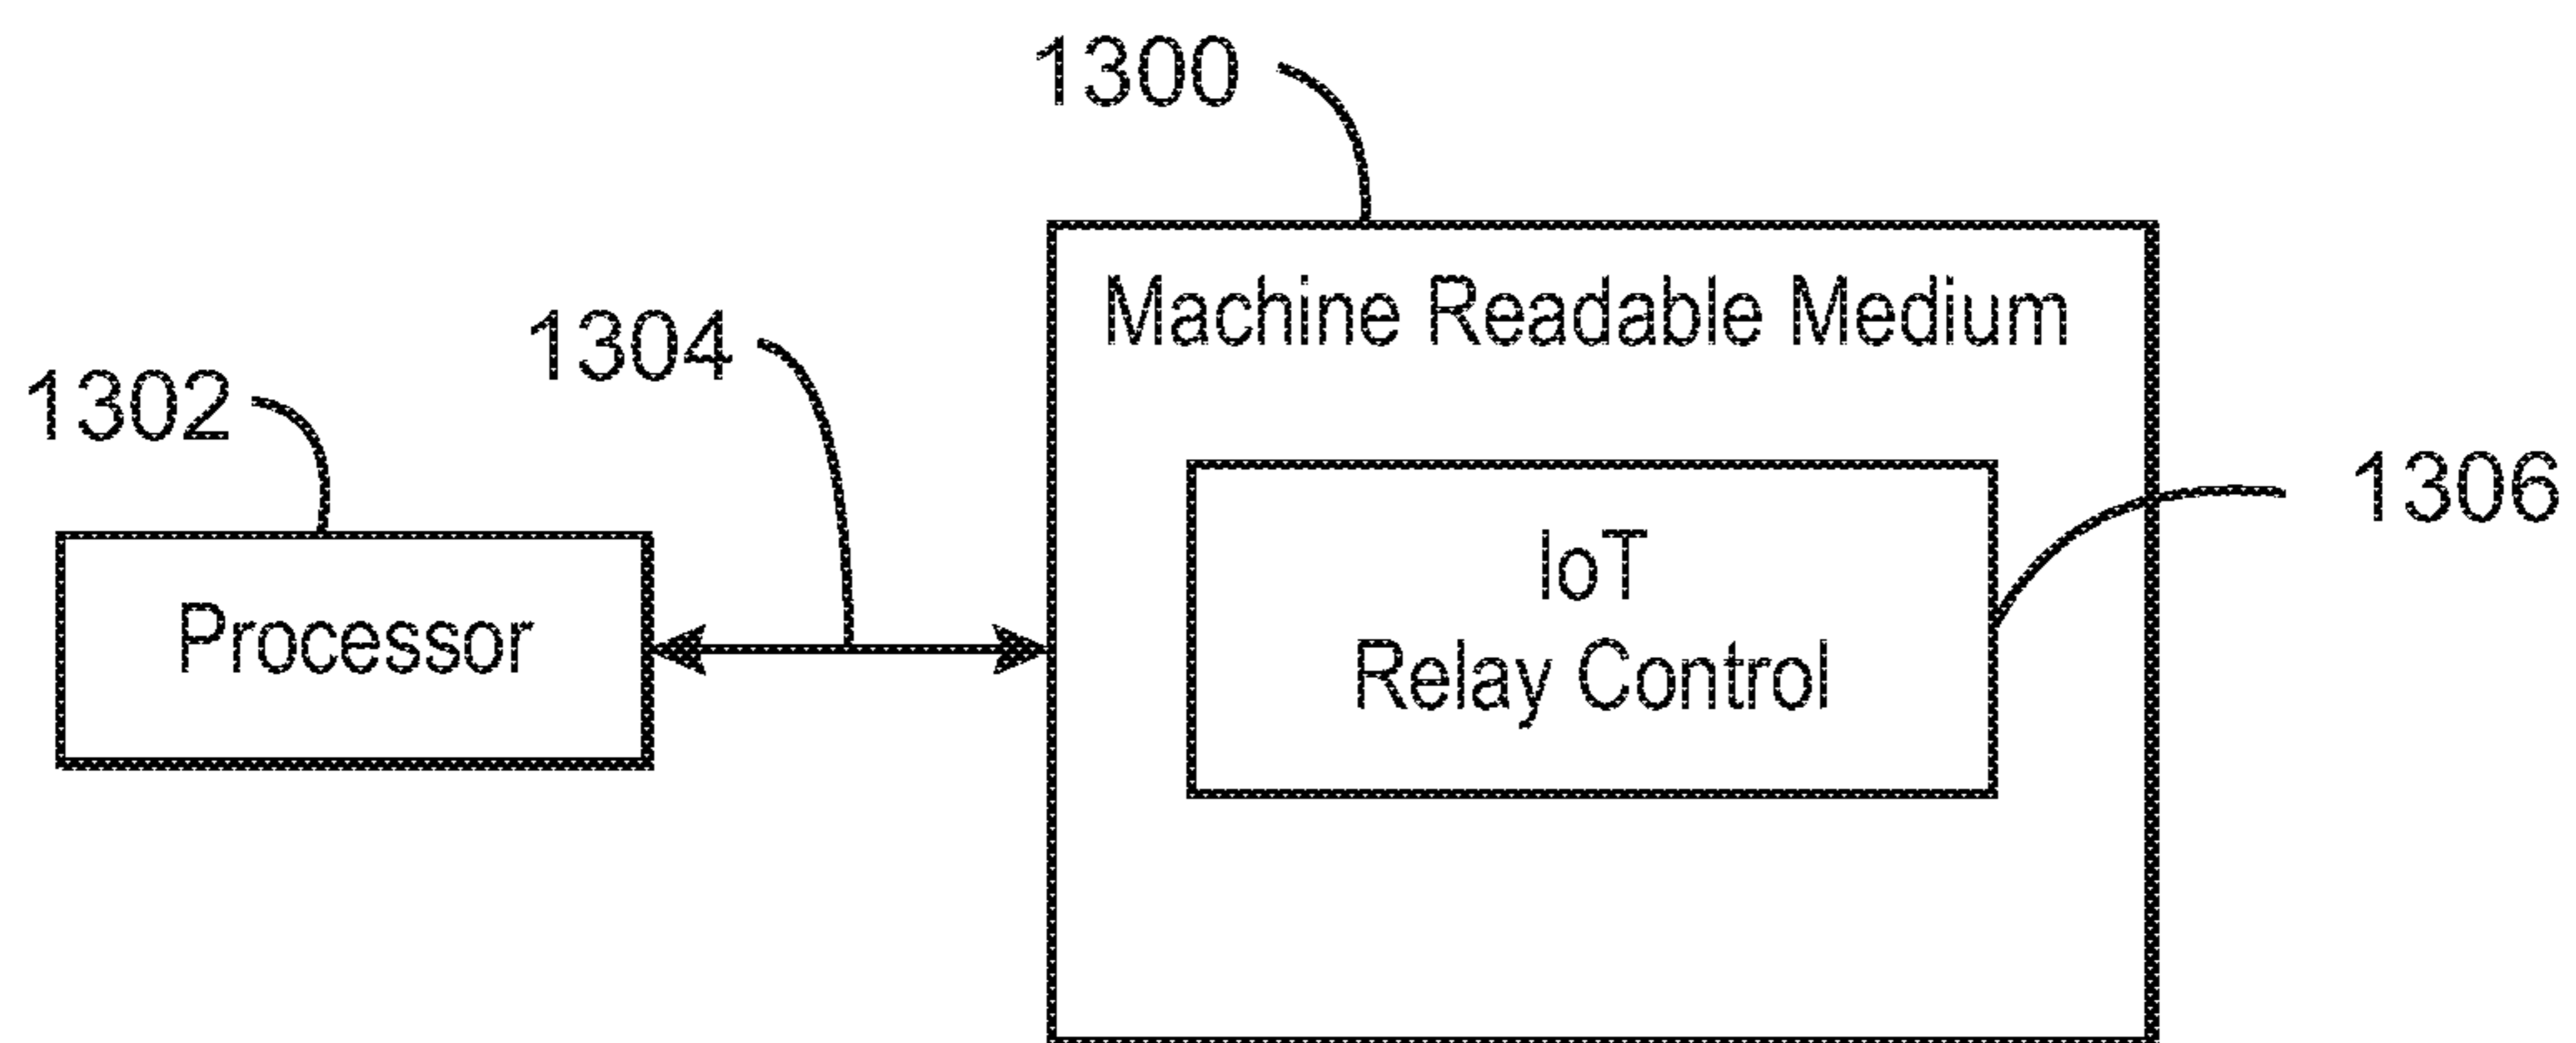 1300
Machine Readable Medium
1304
1302
1306
IoT
Relay Control
Processor